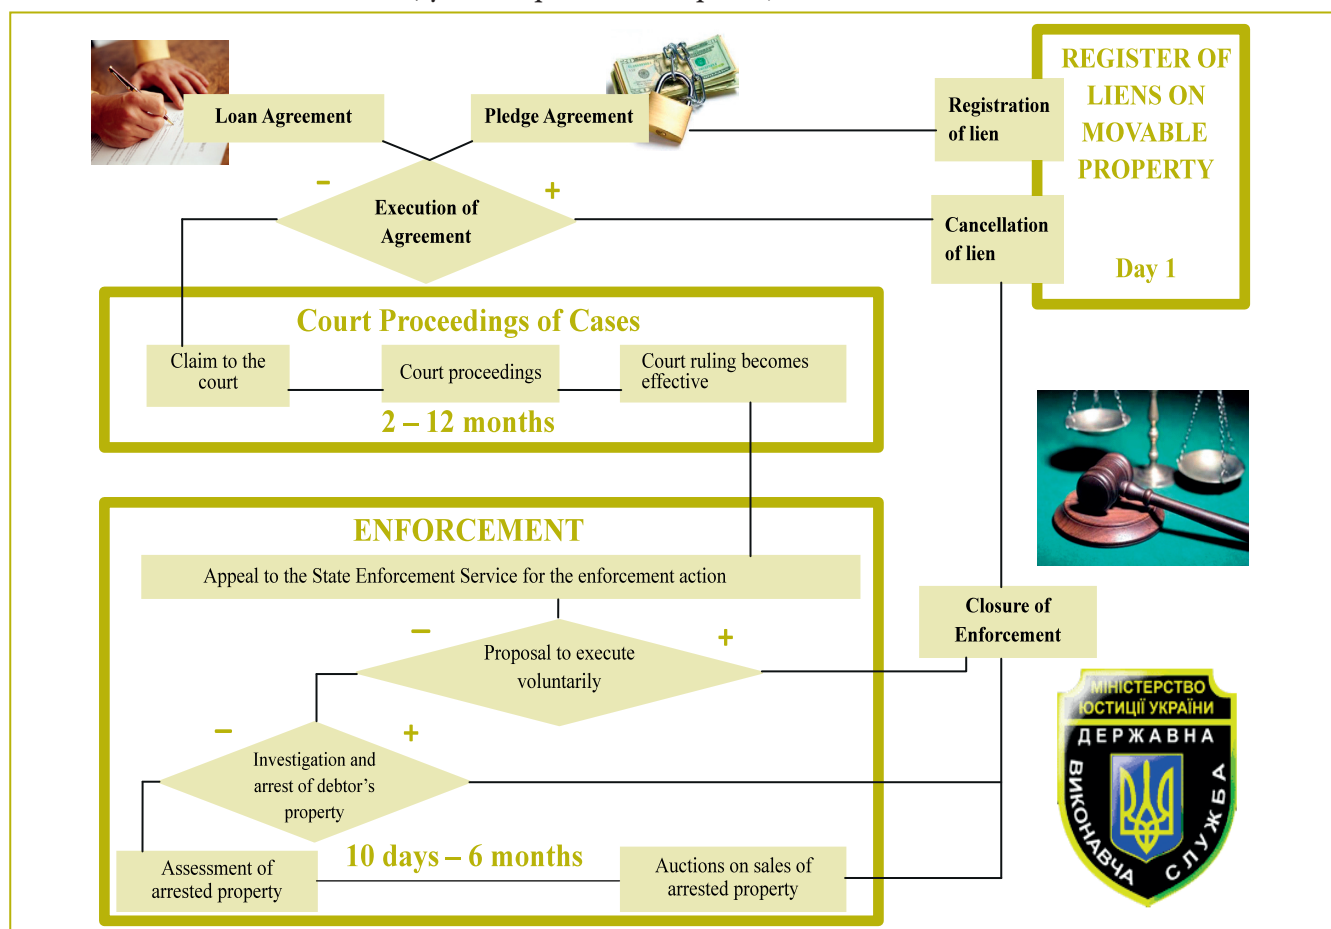 REGISTER OF
LIENS ON
MOVABLE
PROPERTY
Day 1
Loan Agreement
Pledge Agreement
Registration
of lien
–
+
Execution of
Agreement
Cancellation
of lien
Court Proceedings of Cases
Claim to the
court
Court proceedings
Court ruling becomes
effective
2 – 12 months
ENFORCEMENT
Appeal to the State Enforcement Service for the enforcement action
–
+
Proposal to execute
voluntarily
Closure of
Enforcement
–
+
Investigation and
arrest of debtor’s
property
10 days – 6 months
Assessment of
arrested property
Auctions on sales of
arrested property
МІНІСТЕРСТВО
ЮСТИЦІЇ УКРАЇНИ
ДЕРЖАВНА
ВИКОНАВЧА
СЛУЖБА